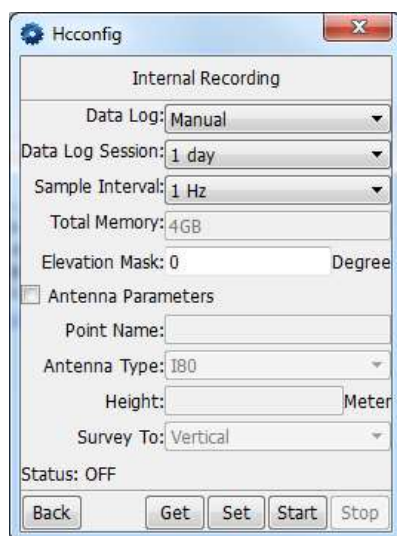 Hcconfig
Internal Recording
Data Log: Manual
Data Log Session: 1 day
Sample Interval: 1 Hz
Total Memory: 4GB
Elevation Mask: 0 Degree
Antenna Parameters
Point Name:
Antenna Type: I80
Height: Meter
Survey To: Vertical
Status: OFF
Back Get Set Start Stop